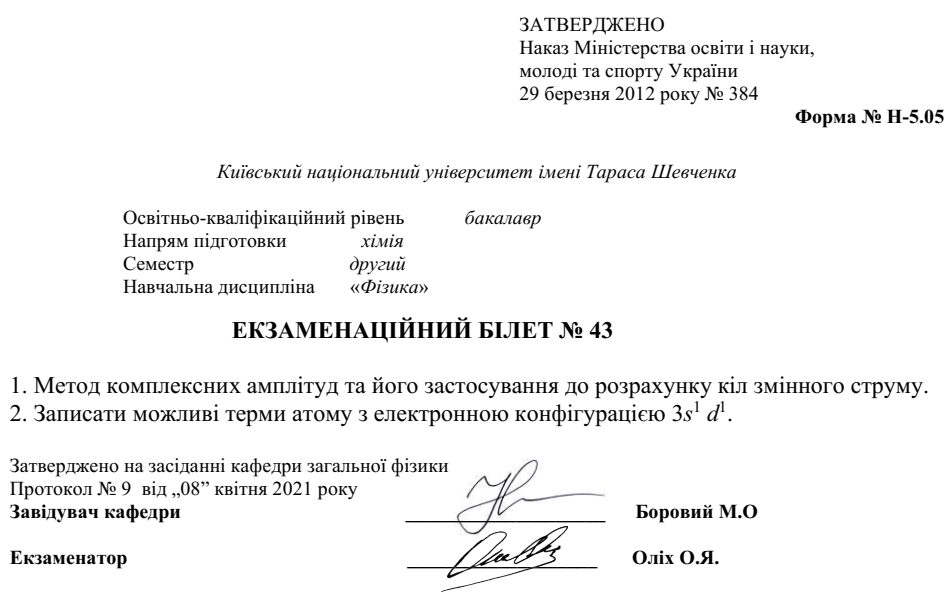 ЗАТВЕРДЖЕНО
Наказ Міністерства освіти і науки,
молоді та спорту України
29 березня 2012 року № 384
Форма № Н-5.05
Київський національний університет імені Тараса Шевченка
Освітньо-кваліфікаційний рівень бакалавр
Напрям підготовки хімія
Семестр другий
Навчальна дисципліна «Фізика»
ЕКЗАМЕНАЦІЙНИЙ БІЛЕТ № 43
1. Метод комплексних амплітуд та його застосування до розрахунку кіл змінного струму.
2. Записати можливі терми атому з електронною конфігурацією 3s¹ d¹.
Затверджено на засіданні кафедри загальної фізики
Протокол № 9 від „08” квітня 2021 року
Завідувач кафедри ____________________ Боровий М.О
Екзаменатор ____________________ Оліх О.Я.